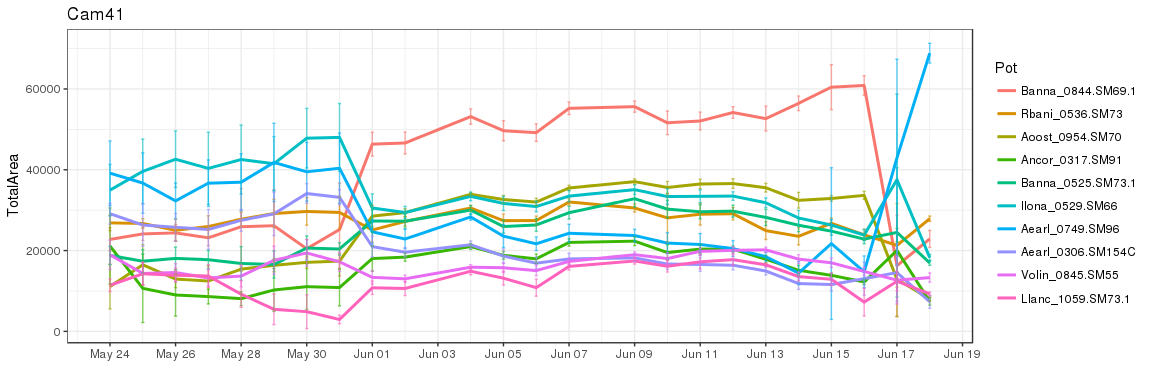 Cam41
TotalArea
60000
40000
20000
0
May 24 May 26 May 28 May 30 Jun 01 Jun 03 Jun 05 Jun 07 Jun 09 Jun 11 Jun 13 Jun 15 Jun 17 Jun 19
Pot
Banna_0844.SM69.1
Rbani_0536.SM73
Aoost_0954.SM70
Ancor_0317.SM91
Banna_0525.SM73.1
Ilona_0529.SM66
Aearl_0749.SM96
Aearl_0306.SM154C
Volin_0845.SM55
Llanc_1059.SM73.1